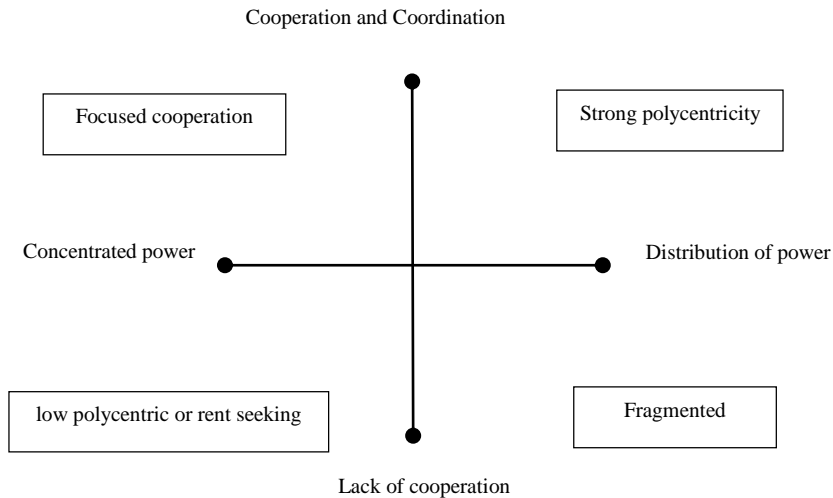 Cooperation and Coordination
Focused cooperation
Strong polycentricity
Concentrated power
Distribution of power
low polycentric or rent seeking
Fragmented
Lack of cooperation